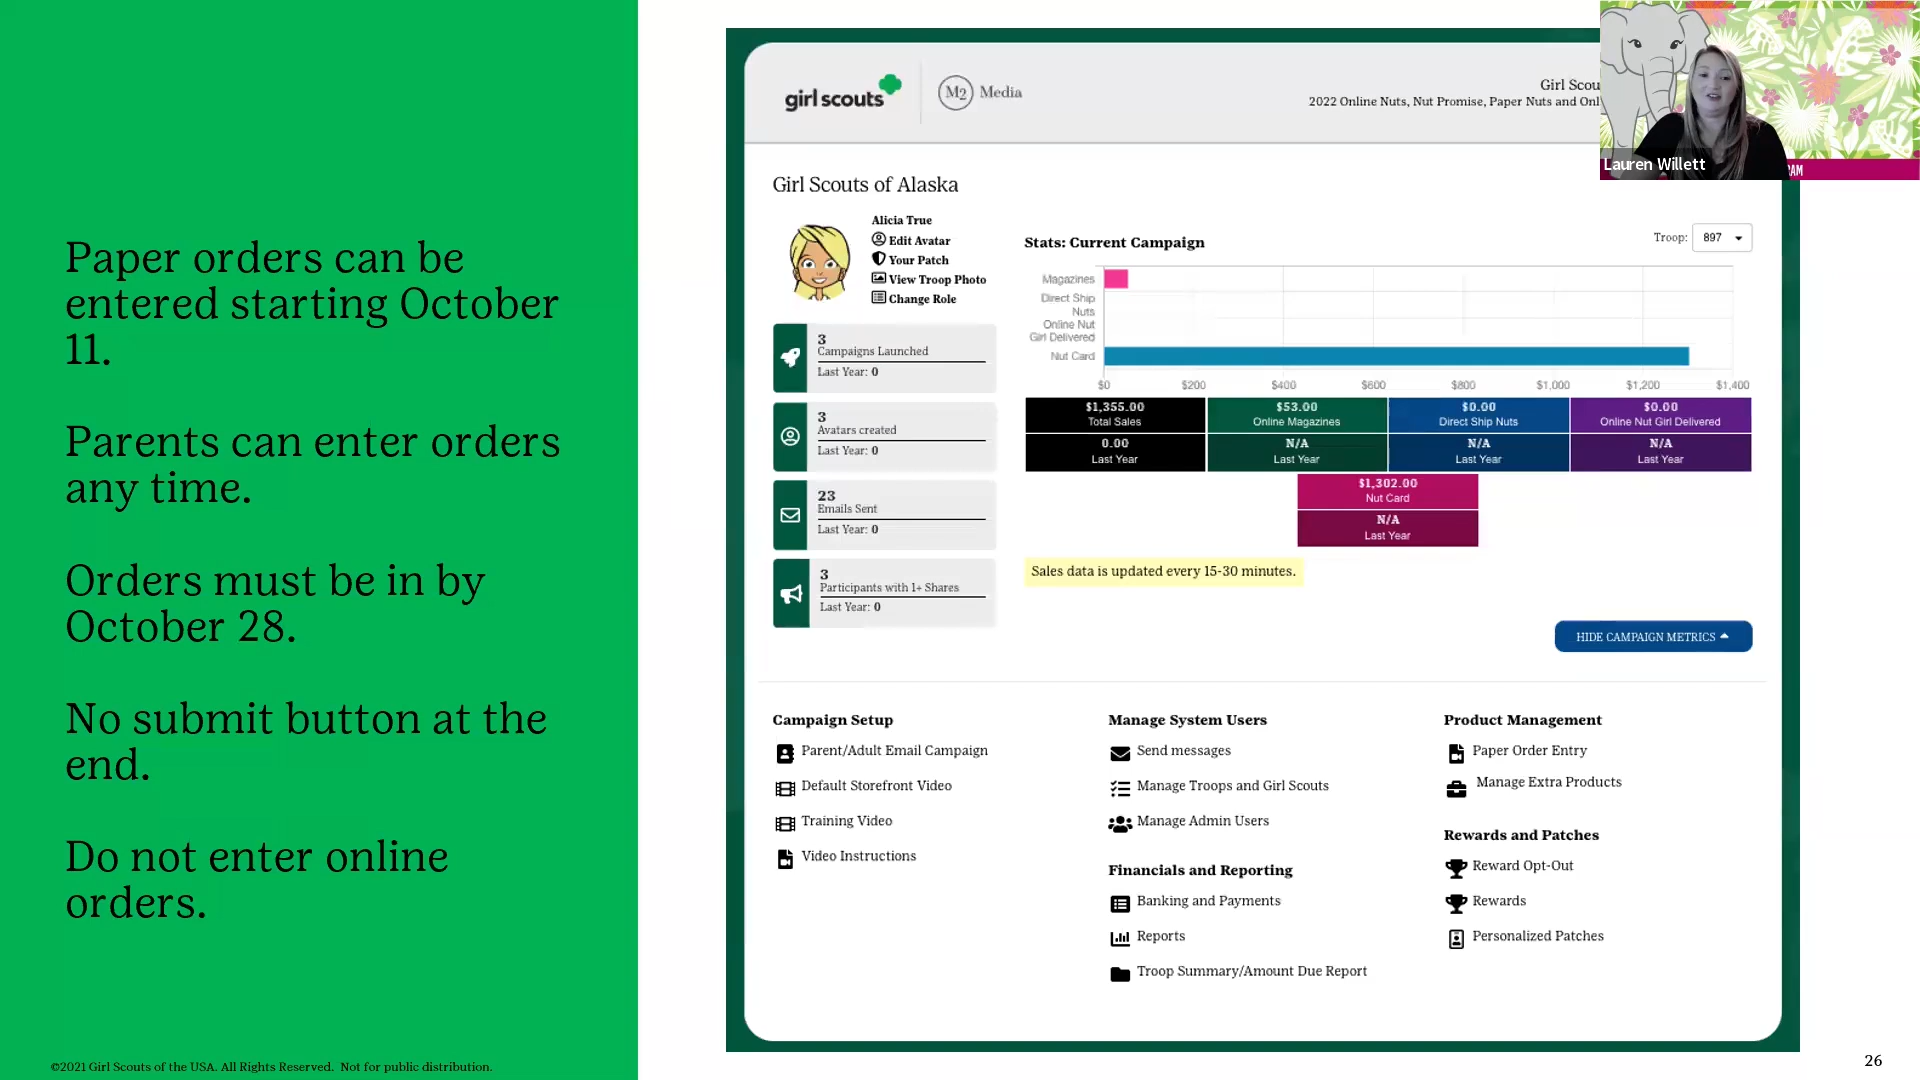 Paper orders can be
entered starting October
11.
Parents can enter orders
any time.
Orders must be in by
October 28.
No submit button at the
end.
Do not enter online
orders.
©2021 Girl Scouts of the USA. All Rights Reserved. Not for public distribution.
girl scouts
M2 Media
Girl Scou
2022 Online Nuts, Nut Promise, Paper Nuts and Onl
Lauren Willett
Girl Scouts of Alaska
Alicia True
Edit Avatar
Your Patch
View Troop Photo
Change Role
3
Campaigns Launched
Last Year: 0
3
Avatars created
Last Year: 0
23
Emails Sent
Last Year: 0
3
Participants with 1+ Shares
Last Year: 0
Stats: Current Campaign
Troop: 897
Magazines
Direct Ship
Nuts
Online Nut
Girl Delivered
Nut Card
$0 $200 $400 $600 $800 $1,000 $1,200 $1,400
$1,355.00 $53.00 $0.00 $0.00
Total Sales Online Magazines Direct Ship Nuts Online Nut Girl Delivered
0.00 N/A N/A N/A
Last Year Last Year Last Year Last Year
$1,302.00
Nut Card
N/A
Last Year
Sales data is updated every 15-30 minutes.
HIDE CAMPAIGN METRICS
Campaign Setup
Parent/Adult Email Campaign
Default Storefront Video
Training Video
Video Instructions
Manage System Users
Send messages
Manage Troops and Girl Scouts
Manage Admin Users
Financials and Reporting
Banking and Payments
Reports
Troop Summary/Amount Due Report
Product Management
Paper Order Entry
Manage Extra Products
Rewards and Patches
Reward Opt-Out
Rewards
Personalized Patches
26